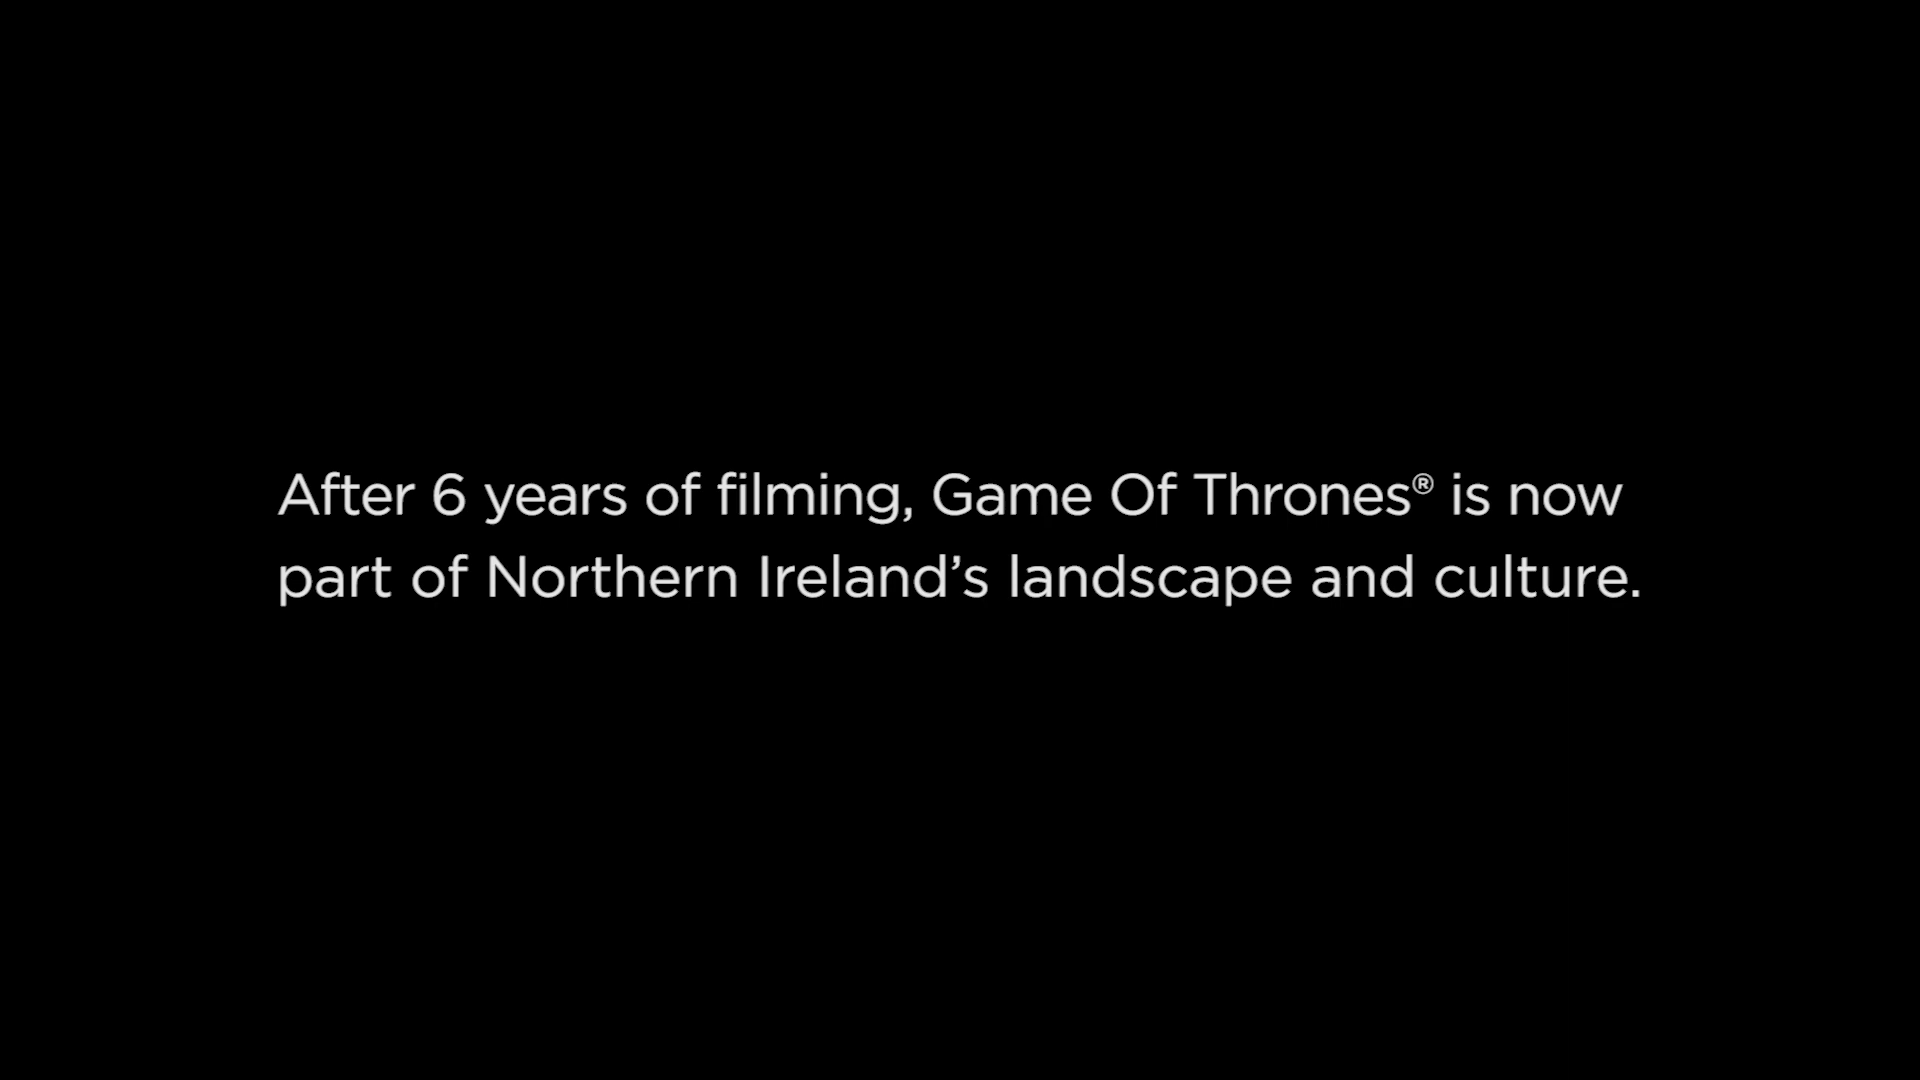 After 6 years of filming, Game Of Thrones® is now
part of Northern Ireland’s landscape and culture.